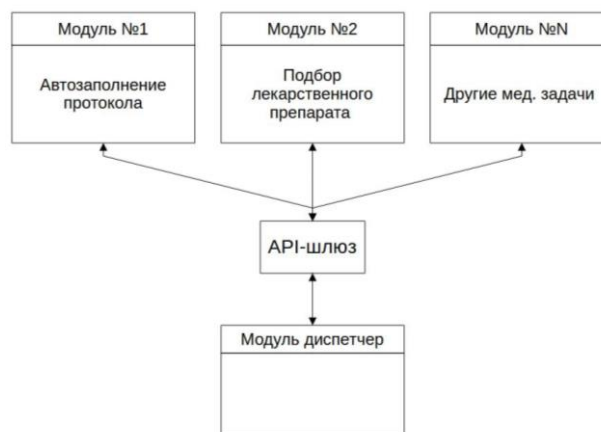 Модуль №1
Модуль №2
Модуль №N
Автозаполнение
протокола
Подбор
лекарственного
препарата
Другие мед. задачи
API-шлюз
Модуль диспетчер